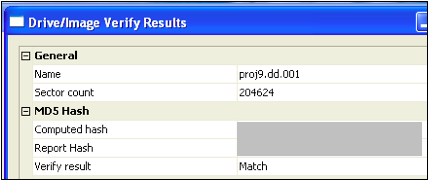 Drive/Image Verify Results
General
Name proj9.dd.001
Sector count 204624
MD5 Hash
Computed hash
Report Hash
Verify result Match